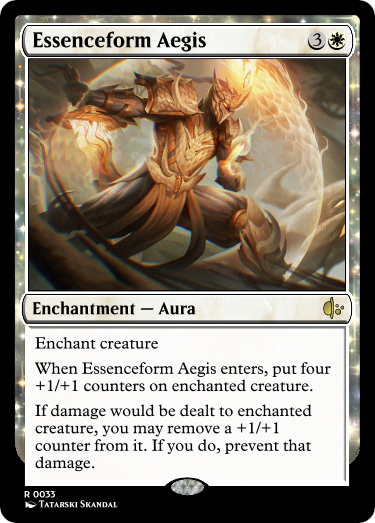 Essenceform Aegis 3
Enchantment — Aura
Enchant creature
When Essenceform Aegis enters, put four
+1/+1 counters on enchanted creature.
If damage would be dealt to enchanted
creature, you may remove a +1/+1
counter from it. If you do, prevent that
damage.
R 0033
Tatarski Skandal